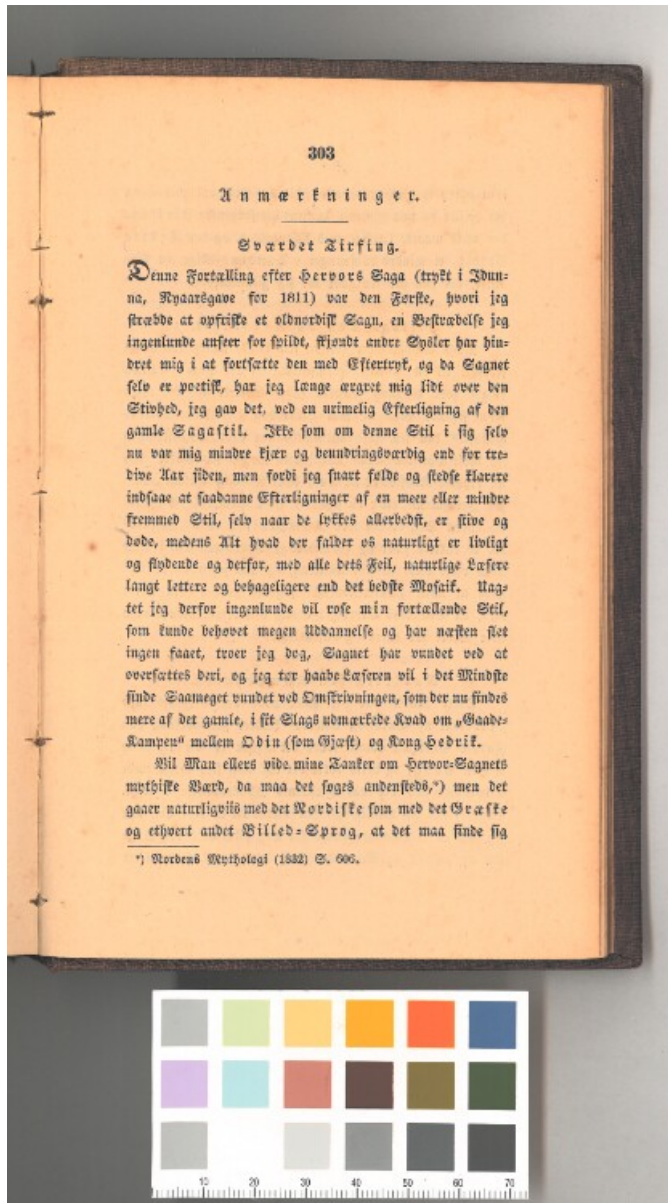 303
Anmærkninger.
Sværdet Tirfing.
Denne Fortælling efter Hervors Saga (trykt i Idun-
na, Nyaarsgave for 1811) var den Første, hvori jeg
stræbde at opfriske et oldnordisk Sagn, en Bestræbelse jeg
ingenlunde anseer for spildt, skjøndt andre Sysler har hin-
dret mig i at fortsætte den med Eftertryk, og da Sagnet
selv er poetisk, har jeg længe ærgret mig lidt over den
Stivhed, jeg gav det, ved en urimelig Efterligning af den
gamle Sagastil. Ikke som om denne Stil i sig selv
nu var mig mindre kjær og beundringsværdig end for tre-
dive Aar siden, men fordi jeg snart følde og stedse klarere
indsaae at saadanne Efterligninger af en meer eller mindre
fremmed Stil, selv naar de lykkes allerbedst, er stive og
døde, medens Alt hvad der falder os naturligt er livligt
og flydende og derfor, med alle dets Feil, naturlige Læsere
langt lettere og behageligere end det bedste Mosaik. Uag-
tet jeg derfor ingenlunde vil rose min fortællende Stil,
som kunde behøvet megen Uddannelse og har næsten slet
ingen faaet, troer jeg dog, Sagnet har vundet ved at
oversættes deri, og jeg tør haabe Læseren vil i det Mindste
finde Saameget vundet ved Omskrivningen, som der nu findes
mere af det gamle, i sit Slags udmærkede Kvad om „Gaade-
Kampen“ mellem Odin (som Gjæst) og Kong Hedrik.
Vil Man ellers vide mine Tanker om Hervor-Sagnets
mythiske Værd, da maa det søges andensteds,*) men det
gaaer naturligviis med det Nordiske som med det Græske
og ethvert andet Billed-Sprog, at det maa finde sig
*) Nordens Mythologi (1832) S. 606.
10 20 30 40 50 60 70